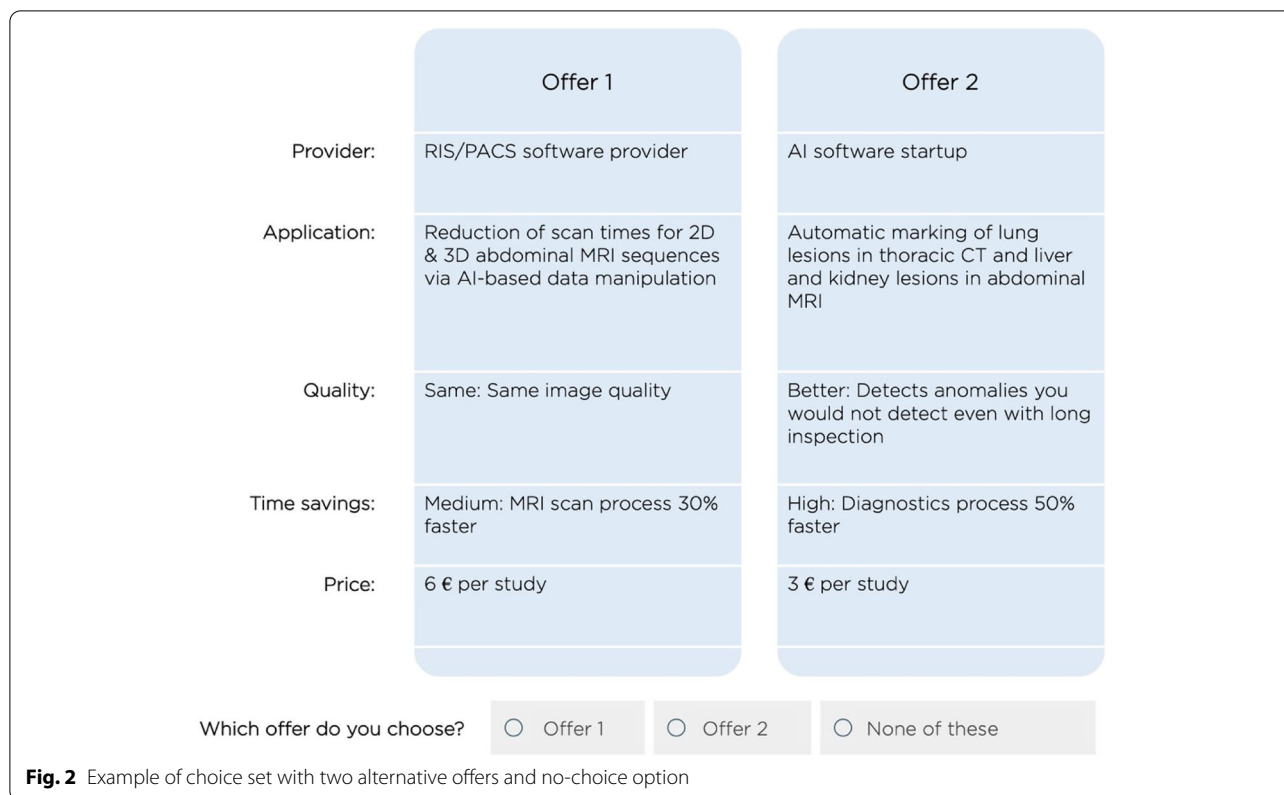 Offer 1
Offer 2
Provider:
RIS/PACS software provider
AI software startup
Application:
Reduction of scan times for 2D
& 3D abdominal MRI sequences
via AI-based data manipulation
Automatic marking of lung
lesions in thoracic CT and liver
and kidney lesions in abdominal
MRI
Quality:
Same: Same image quality
Better: Detects anomalies you
would not detect even with long
inspection
Time savings:
Medium: MRI scan process 30%
faster
High: Diagnostics process 50%
faster
Price:
6 € per study
3 € per study
Which offer do you choose?
Offer 1
Offer 2
None of these
Fig. 2 Example of choice set with two alternative offers and no-choice option